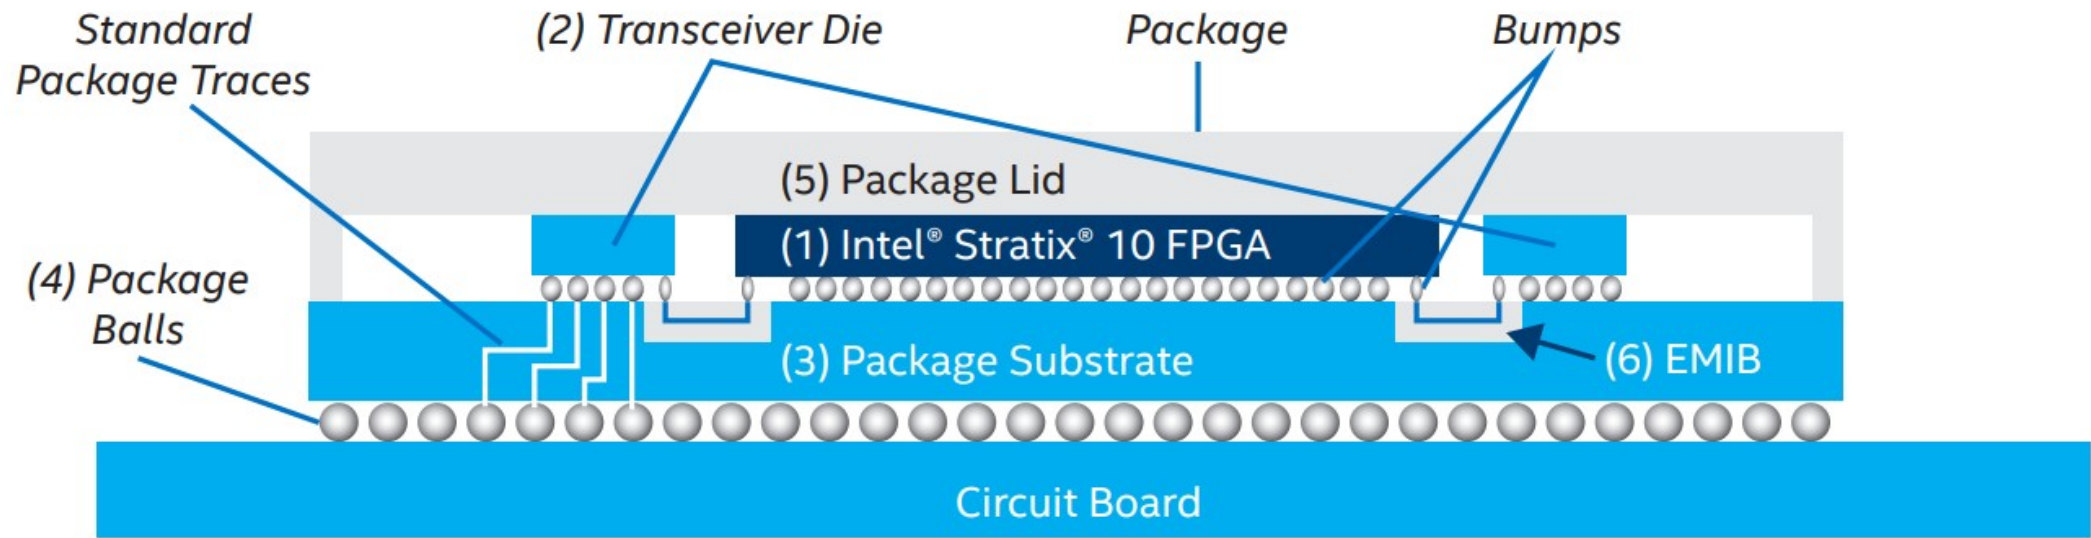 Standard
Package Traces
(2) Transceiver Die
Package
Bumps
(5) Package Lid
(1) Intel® Stratix® 10 FPGA
(4) Package
Balls
(3) Package Substrate
(6) EMIB
Circuit Board